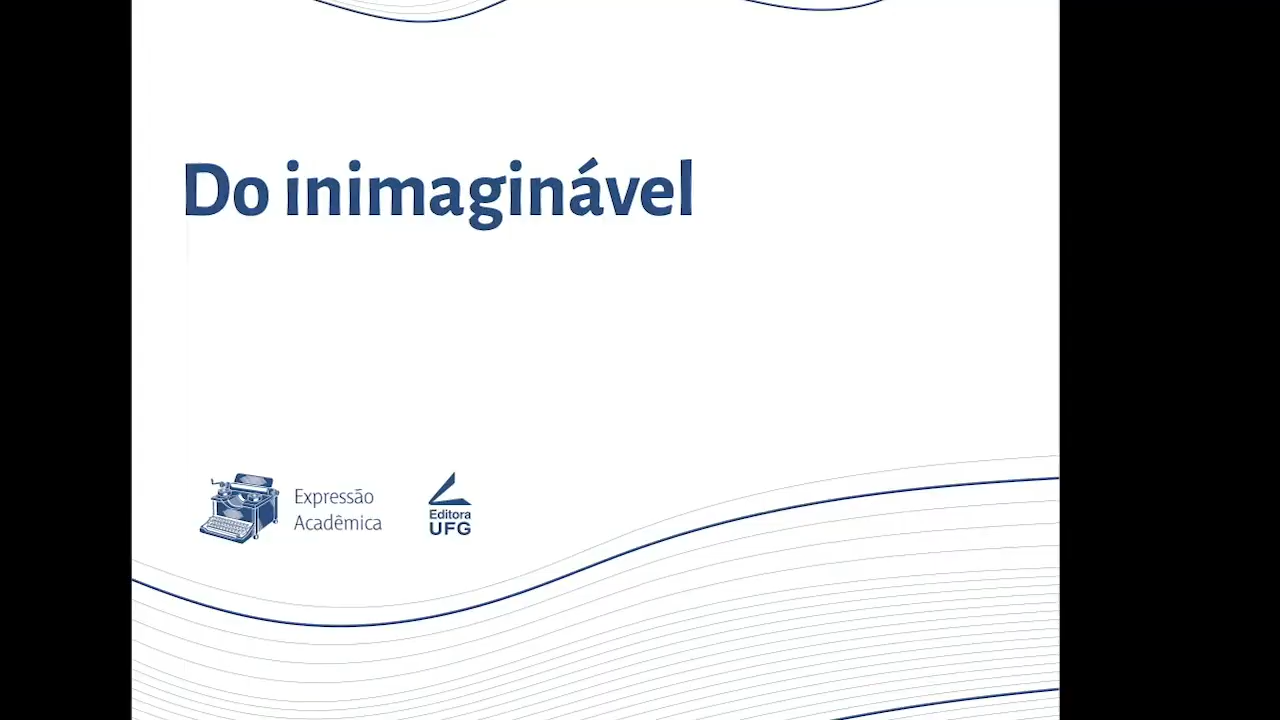 Do inimaginável
Expressão
Acadêmica
Editora
UFG